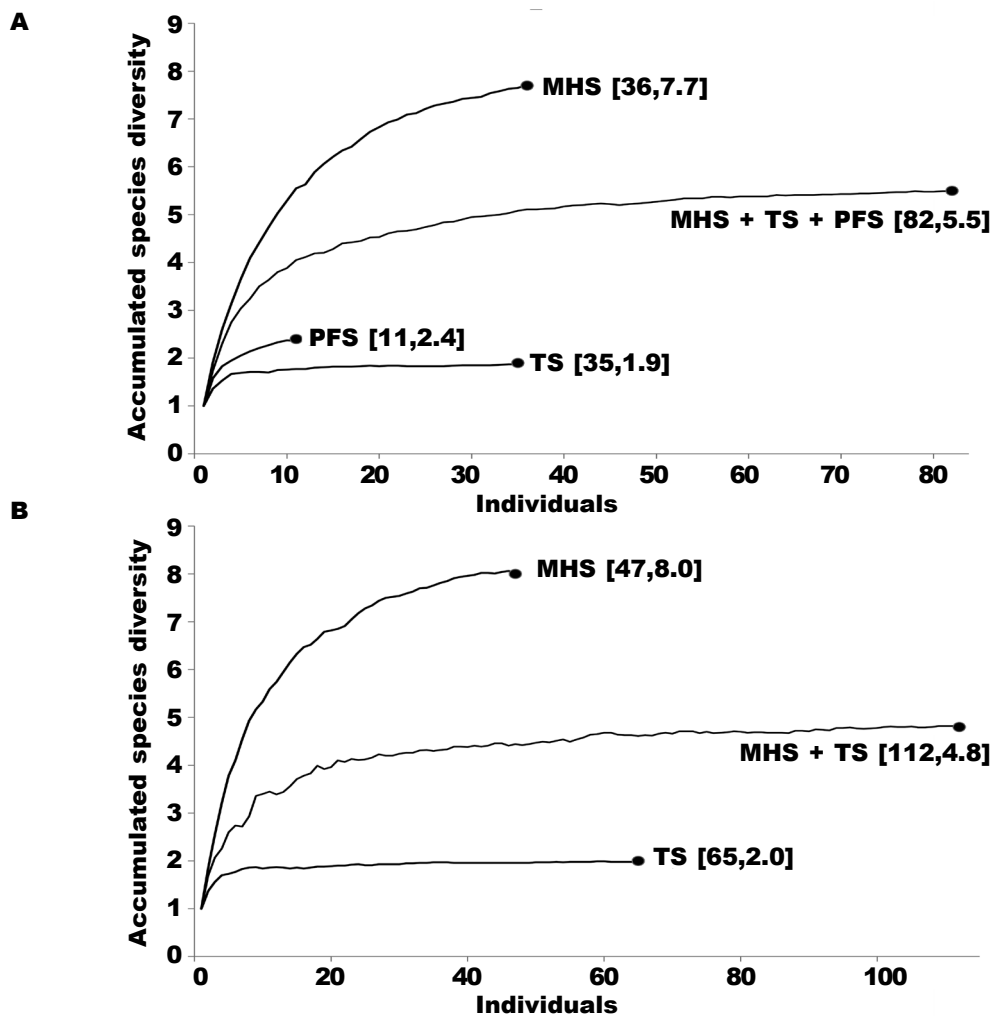 A
Accumulated species diversity
9
8
7
6
5
4
3
2
1
0
MHS [36,7.7]
MHS + TS + PFS [82,5.5]
PFS [11,2.4]
TS [35,1.9]
0 10 20 30 40 50 60 70 80
Individuals
B
Accumulated species diversity
9
8
7
6
5
4
3
2
1
0
MHS [47,8.0]
MHS + TS [112,4.8]
TS [65,2.0]
0 20 40 60 80 100
Individuals